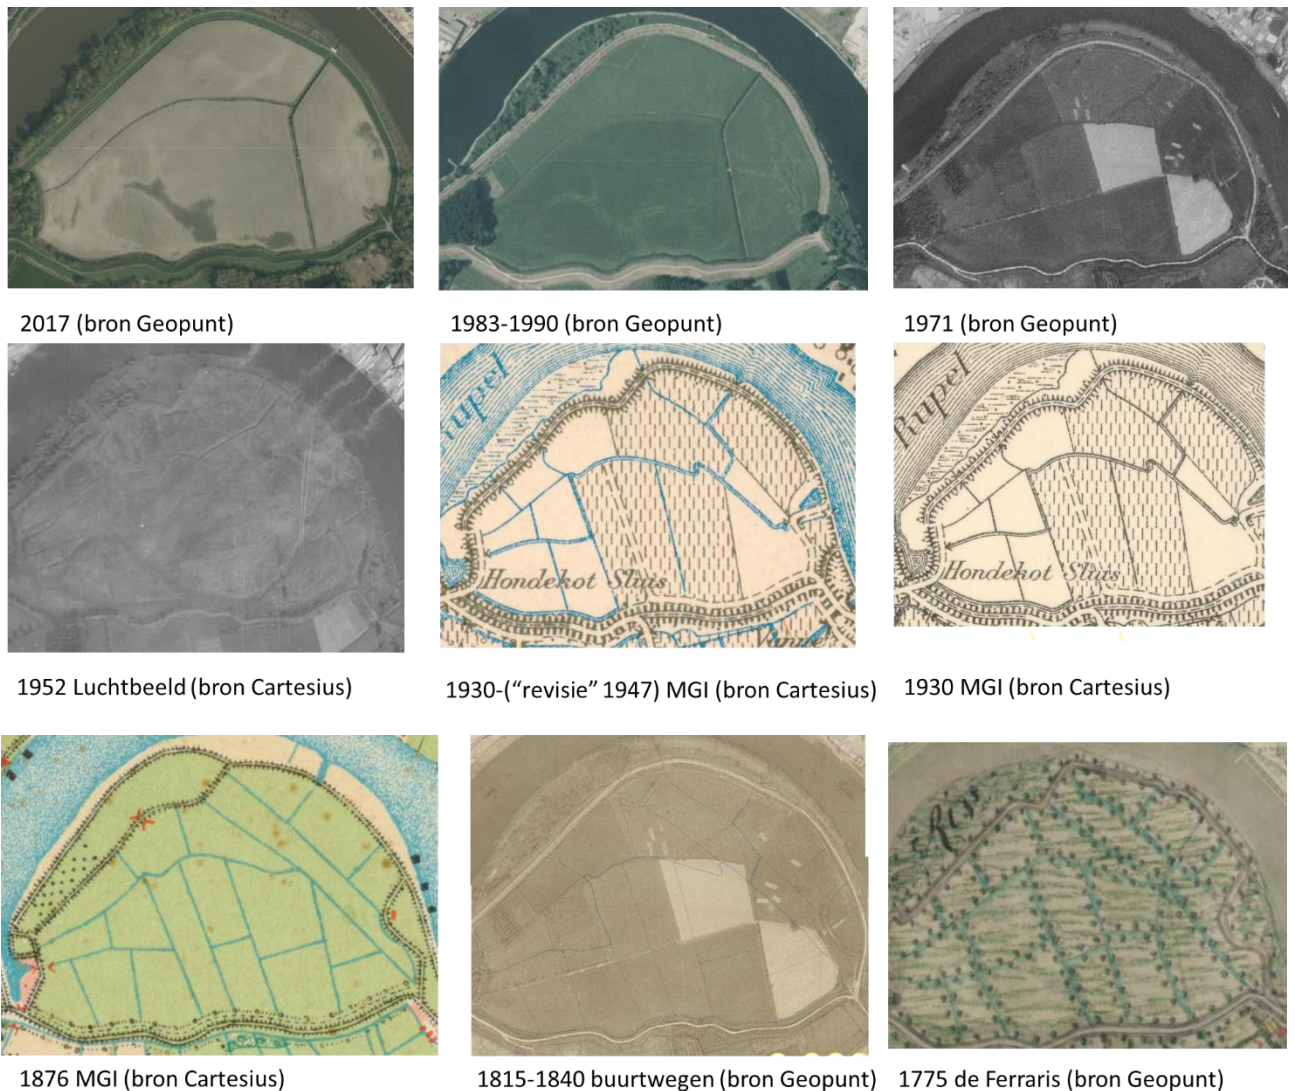 2017 (bron Geopunt)
1983-1990 (bron Geopunt)
1971 (bron Geopunt)
Rupel
Hondekot Sluis
Vanne
Rupel
Hondekot Sluis
1952 Luchtbeeld (bron Cartesius)
1930-(“revisie” 1947) MGI (bron Cartesius)
1930 MGI (bron Cartesius)
1876 MGI (bron Cartesius)
1815-1840 buurtwegen (bron Geopunt)
1775 de Ferraris (bron Geopunt)